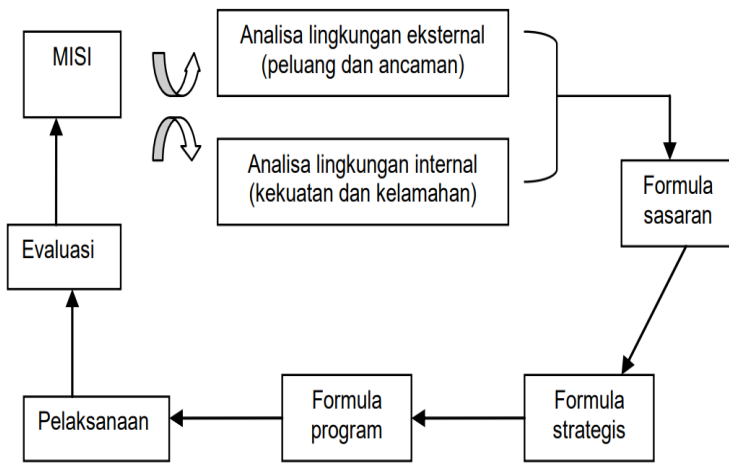 MISI
Analisa lingkungan eksternal
(peluang dan ancaman)
Analisa lingkungan internal
(kekuatan dan kelamahan)
Formula
sasaran
Formula
strategis
Formula
program
Pelaksanaan
Evaluasi